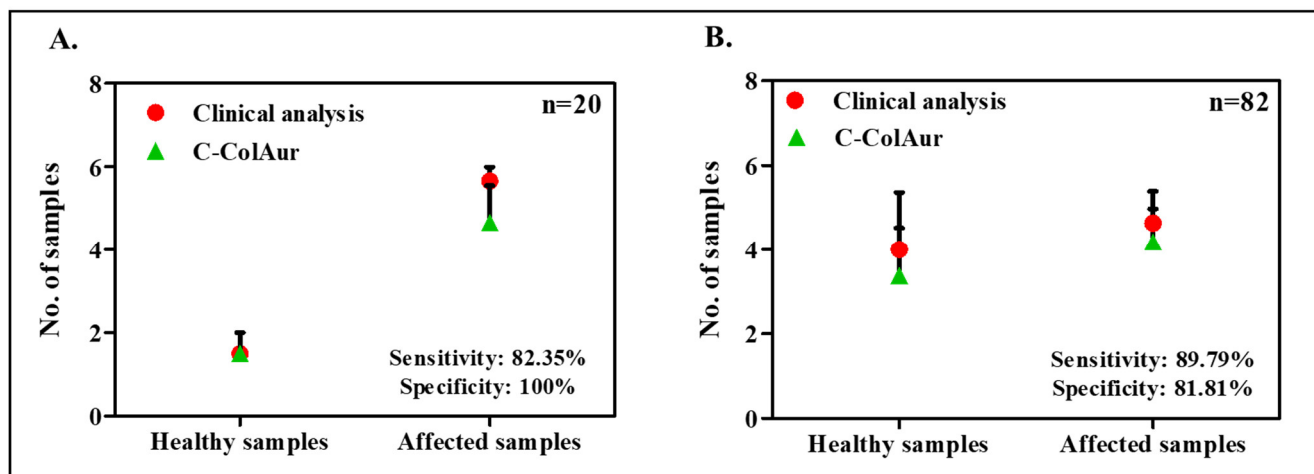 A.
No. of samples
8
6
4
2
0
Clinical analysis
C-ColAur
n=20
Sensitivity: 82.35%
Specificity: 100%
Healthy samples
Affected samples
B.
No. of samples
8
6
4
2
0
Clinical analysis
C-ColAur
n=82
Sensitivity: 89.79%
Specificity: 81.81%
Healthy samples
Affected samples